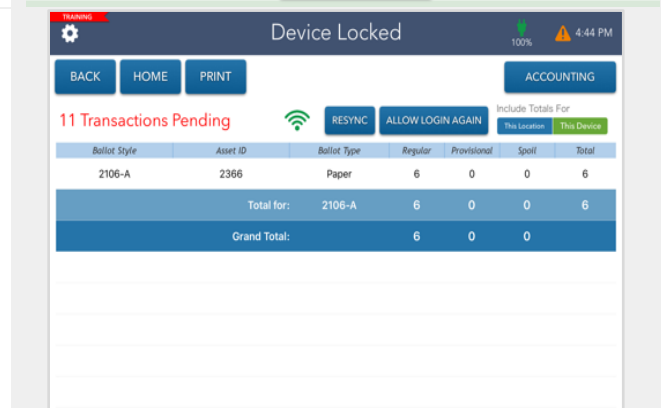 TRAINING
Device Locked
100%
4:44 PM
BACK HOME PRINT ACCOUNTING
11 Transactions Pending RESYNC ALLOW LOGIN AGAIN
Include Totals For
This Location This Device
Ballot Style Asset ID Ballot Type Regular Provisional Spoil Total
2106-A 2366 Paper 6 0 0 6
Total for: 2106-A 6 0 0 6
Grand Total: 6 0 0